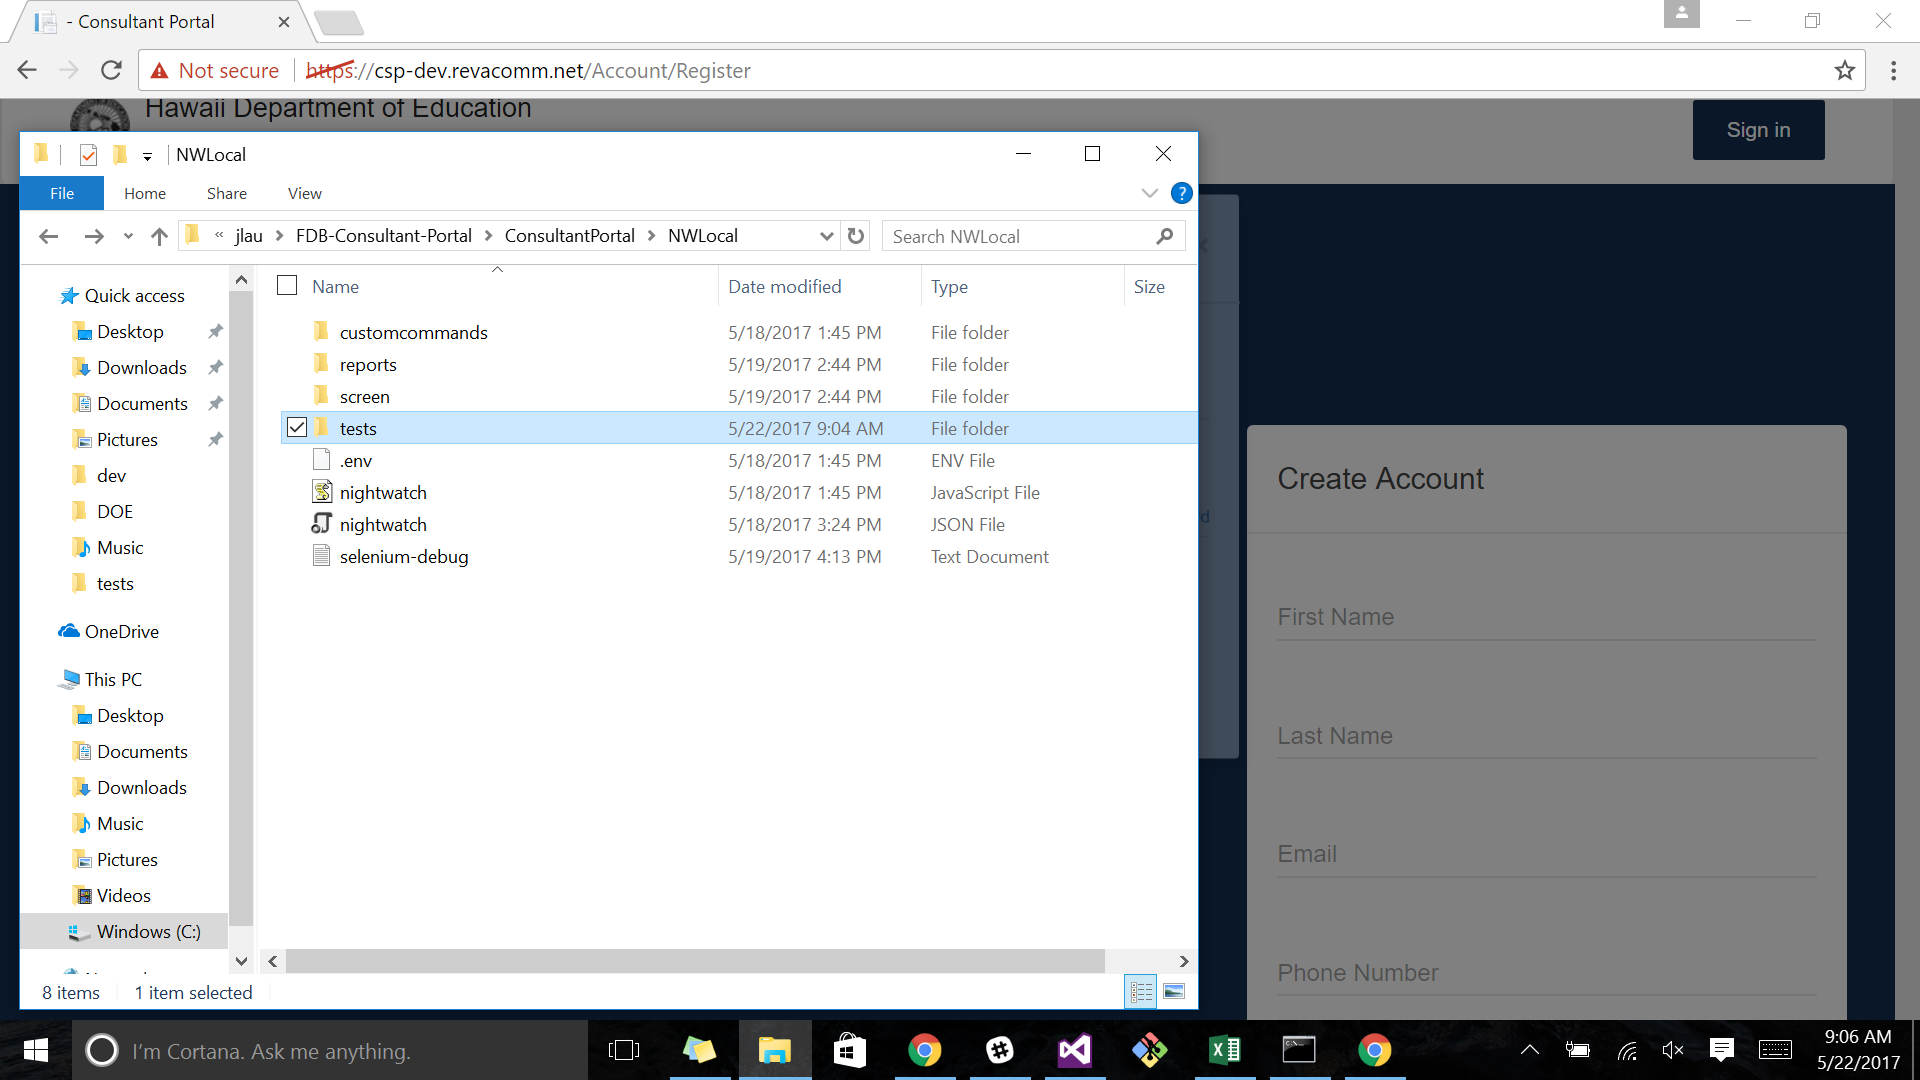 - Consultant Portal
Not secure https://csp-dev.revacomm.net/Account/Register
Hawaii Department of Education
Sign in
NWLocal
File Home Share View
« jlau > FDB-Consultant-Portal > ConsultantPortal > NWLocal
Search NWLocal
Name Date modified Type Size
Quick access
Desktop
Downloads
Documents
Pictures
dev
DOE
Music
tests
OneDrive
This PC
Desktop
Documents
Downloads
Music
Pictures
Videos
Windows (C:)
customcommands 5/18/2017 1:45 PM File folder
reports 5/19/2017 2:44 PM File folder
screen 5/19/2017 2:44 PM File folder
tests 5/22/2017 9:04 AM File folder
.env 5/18/2017 1:45 PM ENV File
nightwatch 5/18/2017 1:45 PM JavaScript File
nightwatch 5/18/2017 3:24 PM JSON File
selenium-debug 5/19/2017 4:13 PM Text Document
8 items 1 item selected
Create Account
First Name
Last Name
Email
Phone Number
I'm Cortana. Ask me anything.
9:06 AM
5/22/2017